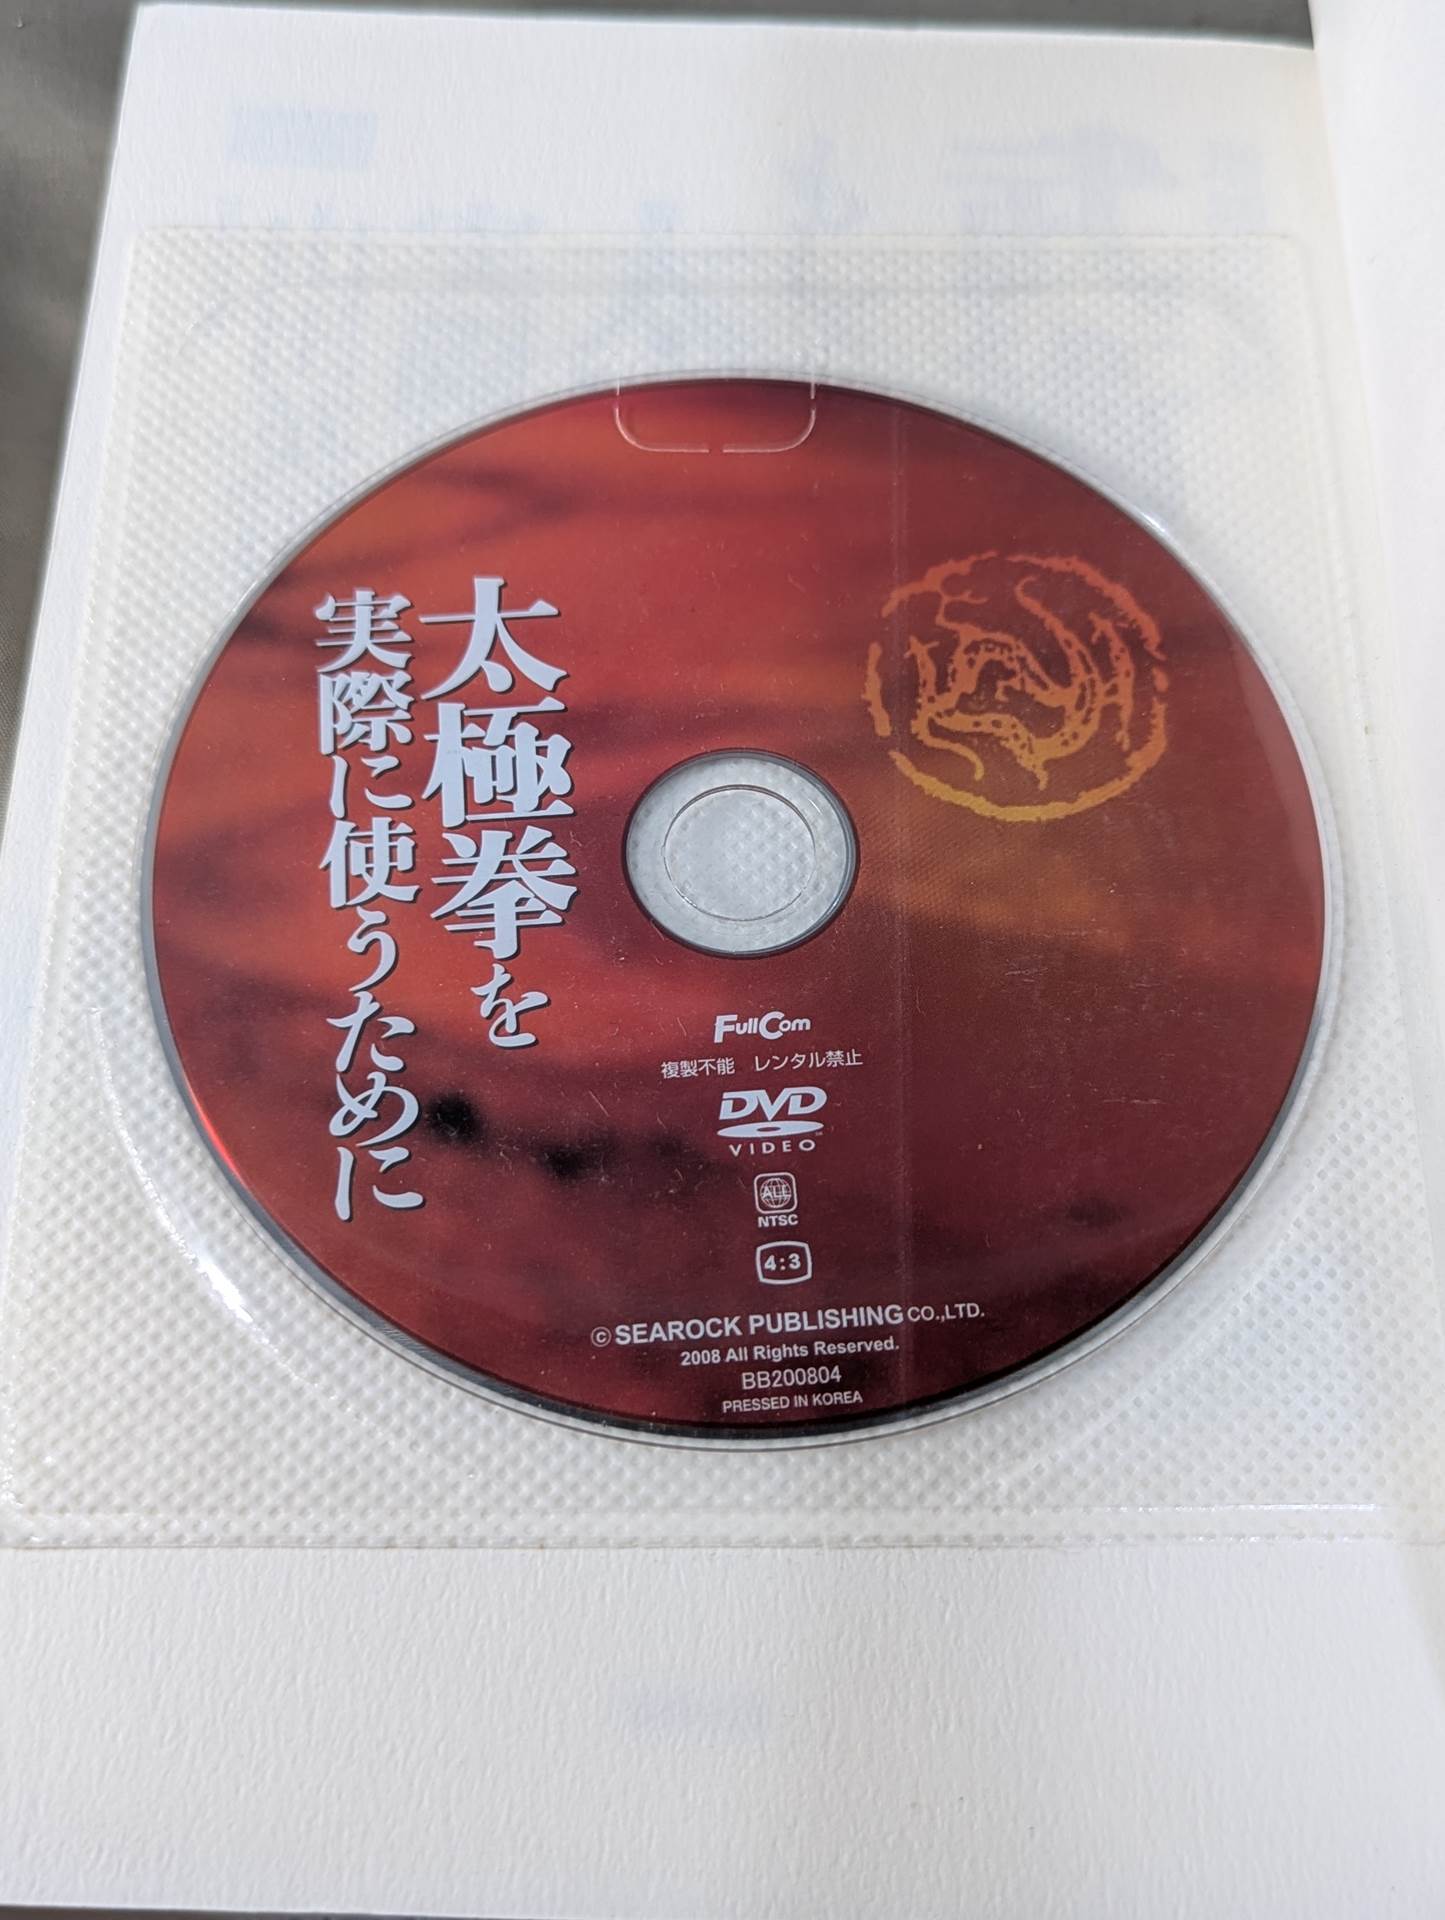 太極拳を
実際に使うために
FullCom
複製不能 レンタル禁止
DVD
VIDEO
ALL
NTSC
4:3
© SEAROCK PUBLISHING CO.,LTD.
2008 All Rights Reserved.
BB200804
PRESSED IN KOREA